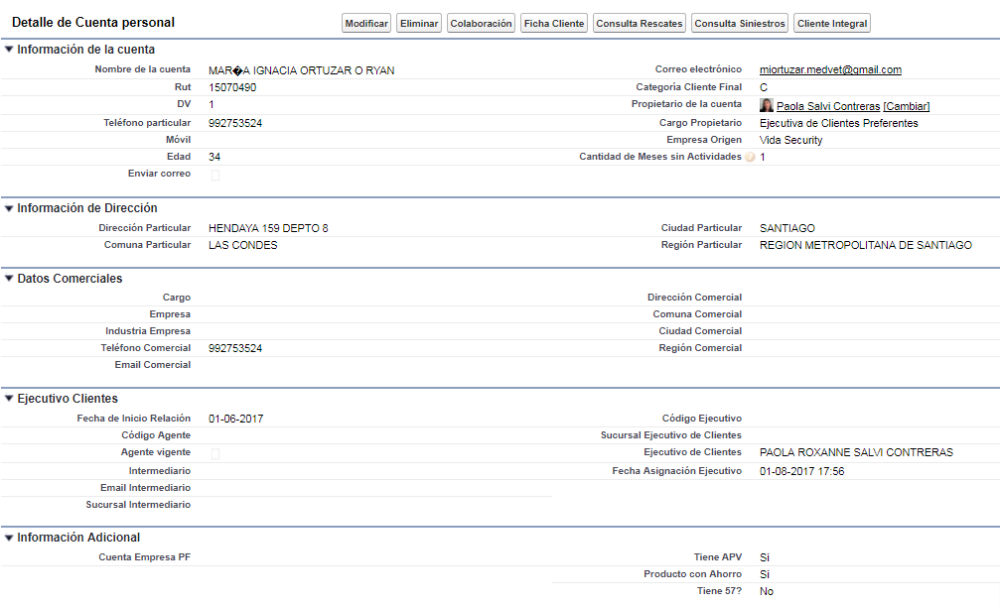 Detalle de Cuenta personal Modificar Eliminar Colaboración Ficha Cliente Consulta Rescates Consulta Siniestros Cliente Integral
Información de la cuenta
Nombre de la cuenta MAR�A IGNACIA ORTUZAR O RYAN Correo electrónico miortuzar.medvet@gmail.com
Rut 15070490 Categoría Cliente Final C
DV 1 Propietario de la cuenta Paola Salvi Contreras [Cambiar]
Teléfono particular 992753524 Cargo Propietario Ejecutiva de Clientes Preferentes
Móvil Empresa Origen Vida Security
Edad 34 Cantidad de Meses sin Actividades 1
Enviar correo
Información de Dirección
Dirección Particular HENDAYA 159 DEPTO 8 Ciudad Particular SANTIAGO
Comuna Particular LAS CONDES Región Particular REGION METROPOLITANA DE SANTIAGO
Datos Comerciales
Cargo Dirección Comercial
Empresa Comuna Comercial
Industria Empresa Ciudad Comercial
Teléfono Comercial 992753524 Región Comercial
Email Comercial
Ejecutivo Clientes
Fecha de Inicio Relación 01-06-2017 Código Ejecutivo
Código Agente Sucursal Ejecutivo de Clientes
Agente vigente Ejecutivo de Clientes PAOLA ROXANNE SALVI CONTRERAS
Intermediario Fecha Asignación Ejecutivo 01-08-2017 17:56
Email Intermediario
Sucursal Intermediario
Información Adicional
Cuenta Empresa PF Tiene APV Si
Producto con Ahorro Si
Tiene 57? No